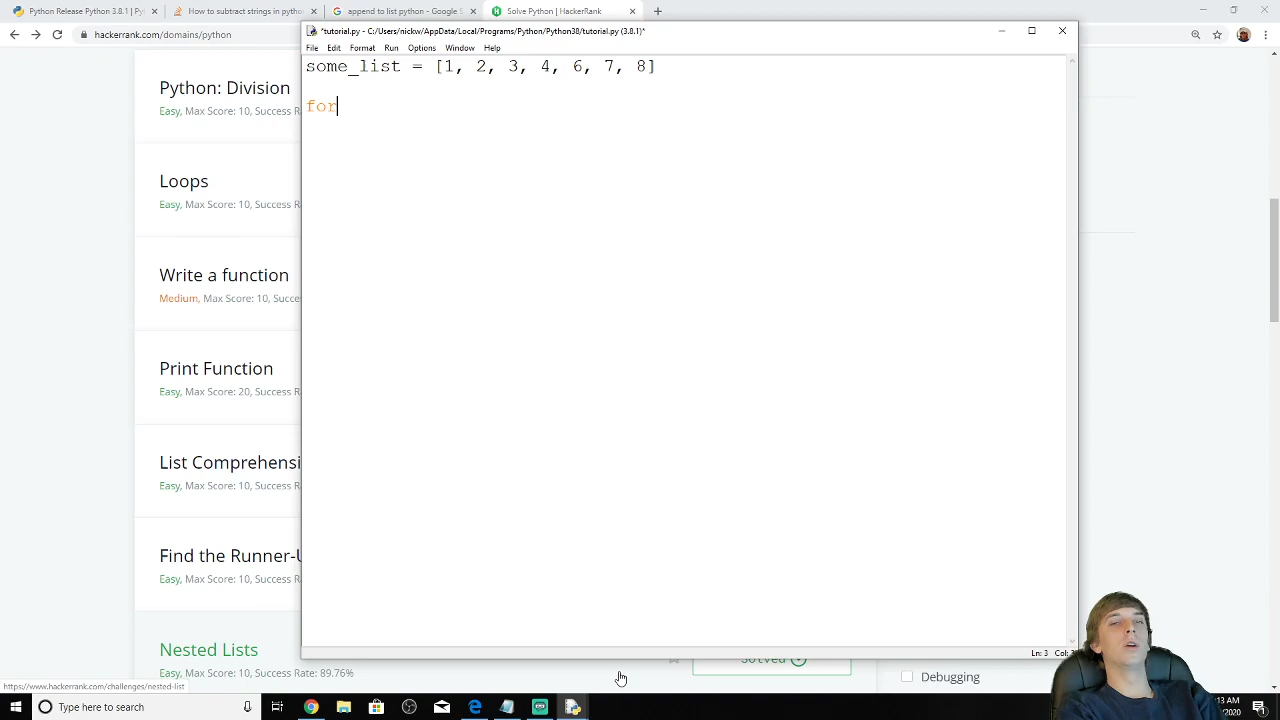 Python Release Python 3.8.1 | Py
How to subtract strings in python
append to list python - Google S
Solve Python | HackerRank
hackerrank.com/domains/python
*tutorial.py - C:/Users/nickw/AppData/Local/Programs/Python/Python38/tutorial.py (3.8.1)*
File Edit Format Run Options Window Help
some_list = [1, 2, 3, 4, 6, 7, 8]
for
Python: Division
Easy, Max Score: 10, Success R
Loops
Easy, Max Score: 10, Success R
Write a function
Medium, Max Score: 10, Succe
Print Function
Easy, Max Score: 20, Success R
List Comprehensi
Easy, Max Score: 10, Success R
Find the Runner-U
Easy, Max Score: 10, Success R
Nested Lists
Easy, Max Score: 10, Success Rate: 89.76%
Ln: 3 Col: 3
Solved
Debugging
https://www.hackerrank.com/challenges/nested-list
Type here to search
:13 AM
/2020